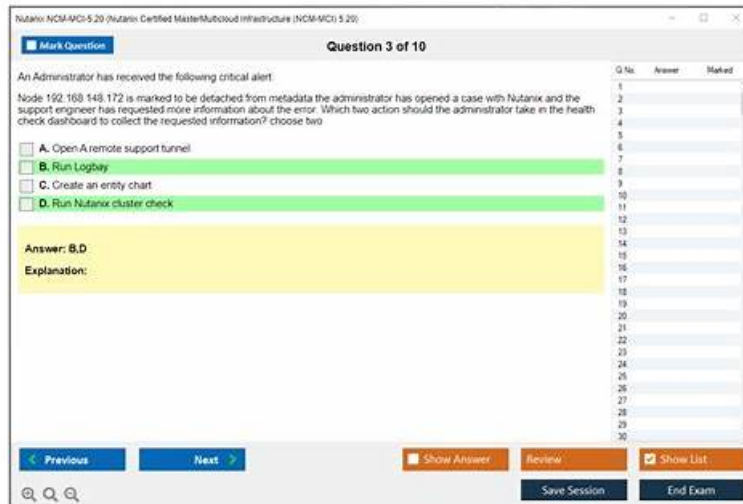 Nutanix NCM-MCI-5.20 (Nutanix Certified MasterMulticloud Infrastructure (NCM-MCI) 5.20)
Mark Question
Question 3 of 10
An Administrator has received the following critical alert
Node 192.168.148.172 is marked to be detached from metadata the administrator has opened a case with Nutanix and the
support engineer has requested more information about the error. Which two action should the administrator take in the health
check dashboard to collect the requested information? choose two
A. Open A remote support tunnel
B. Run Logbay
C. Create an entity chart
D. Run Nutanix cluster check
Answer: B,D
Explanation:
Q.No. Answer Marked
1
2
3
4
5
6
7
8
9
10
11
12
13
14
15
16
17
18
19
20
21
22
23
24
25
26
27
28
29
30
Previous
Next
Show Answer
Review
Show List
Save Session
End Exam